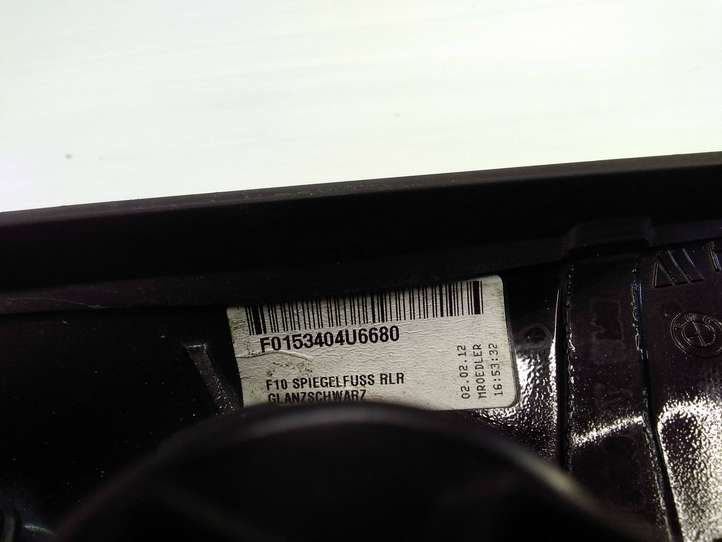 F0153404U6680
F10 SPIEGELFUSS RLR
GLANZSCHWARZ
02.02.12
MROEDLER
16:53:32